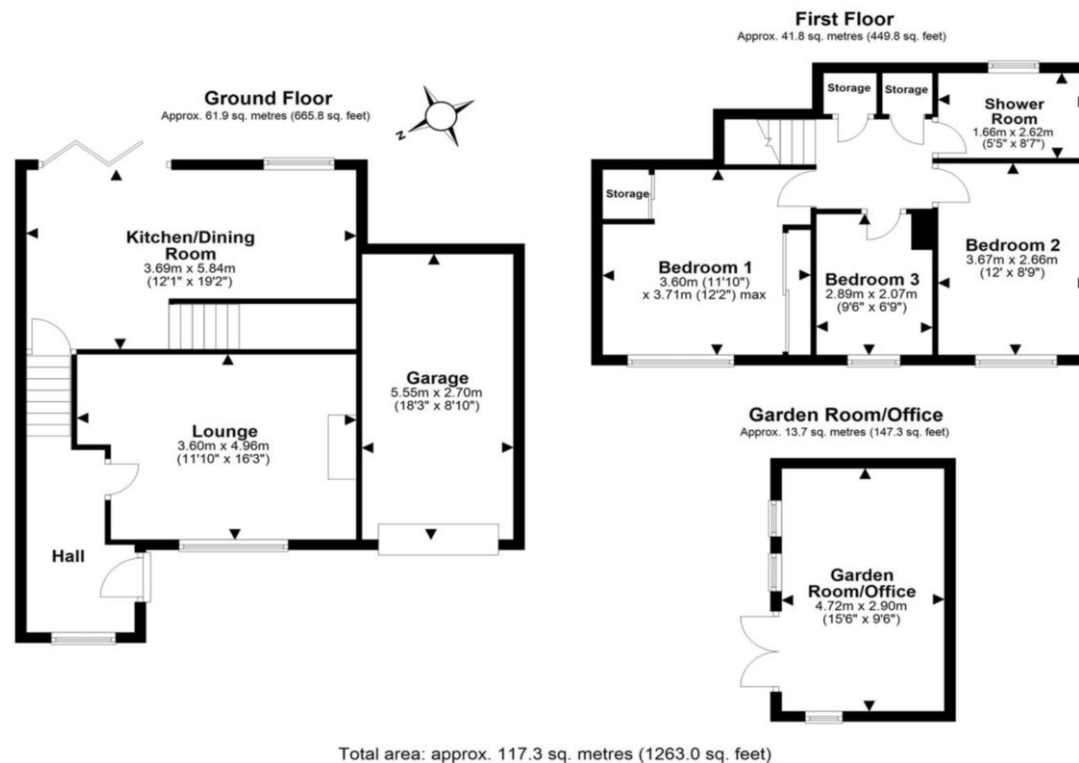 Ground Floor
Approx. 61.9 sq. metres (665.8 sq. feet)
N
Kitchen/Dining
Room
3.69m x 5.84m
(12'1" x 19'2")
Lounge
3.60m x 4.96m
(11'10" x 16'3")
Garage
5.55m x 2.70m
(18'3" x 8'10")
Hall
First Floor
Approx. 41.8 sq. metres (449.8 sq. feet)
Storage
Storage
Shower
Room
1.66m x 2.62m
(5'5" x 8'7")
Storage
Bedroom 1
3.60m (11'10")
x 3.71m (12'2") max
Bedroom 3
2.89m x 2.07m
(9'6" x 6'9")
Bedroom 2
3.67m x 2.66m
(12' x 8'9")
Garden Room/Office
Approx. 13.7 sq. metres (147.3 sq. feet)
Garden
Room/Office
4.72m x 2.90m
(15'6" x 9'6")
Total area: approx. 117.3 sq. metres (1263.0 sq. feet)